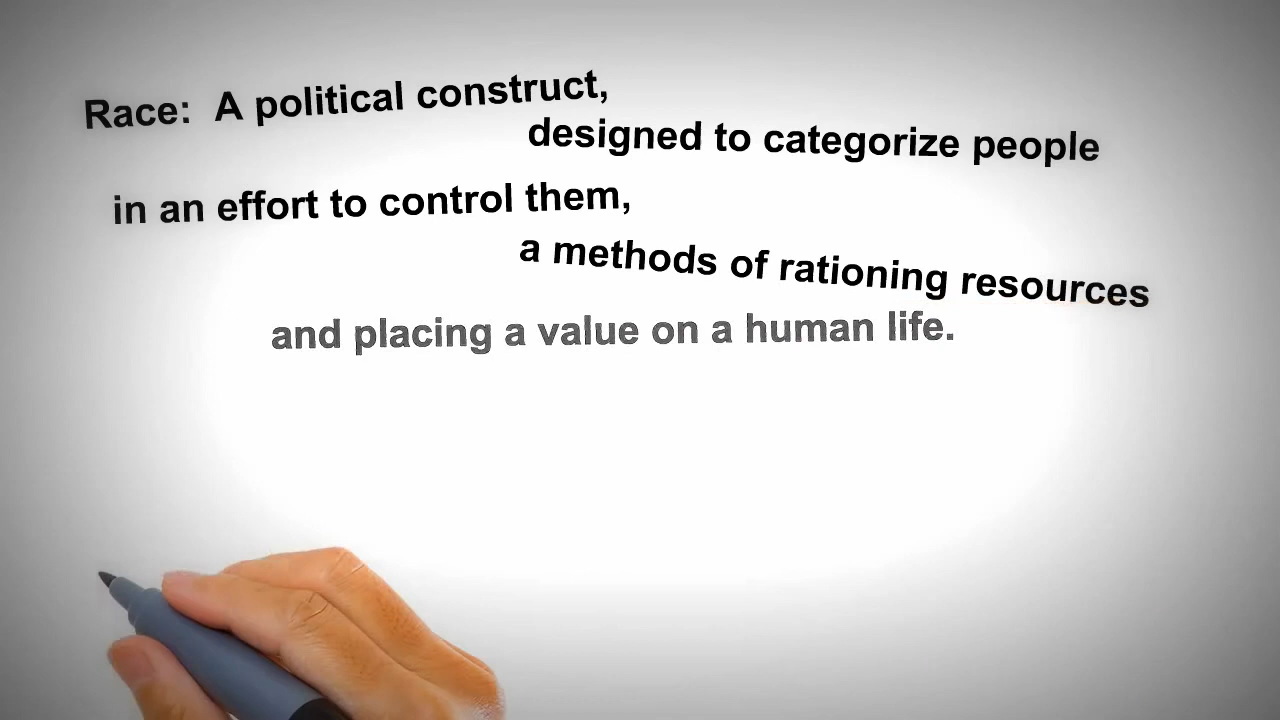 Race: A political construct,
designed to categorize people
in an effort to control them,
a methods of rationing resources
and placing a value on a human life.